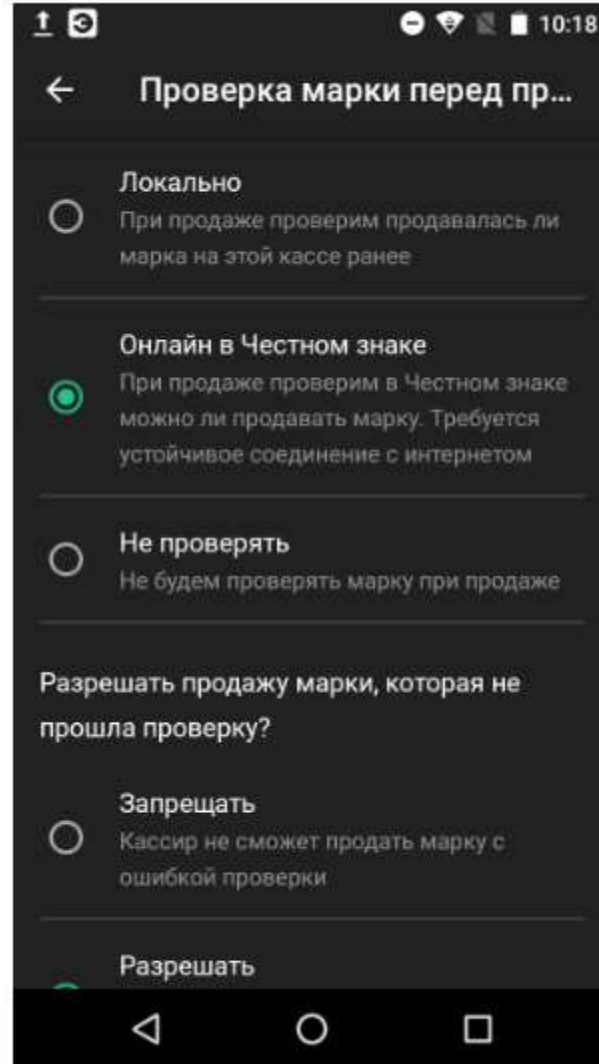 10:18
Проверка марки перед пр...
Локально
При продаже проверим продавалась ли
марка на этой кассе ранее
Онлайн в Честном знаке
При продаже проверим в Честном знаке
можно ли продавать марку. Требуется
устойчивое соединение с интернетом
Не проверять
Не будем проверять марку при продаже
Разрешать продажу марки, которая не
прошла проверку?
Запрещать
Кассир не сможет продать марку с
ошибкой проверки
Разрешать